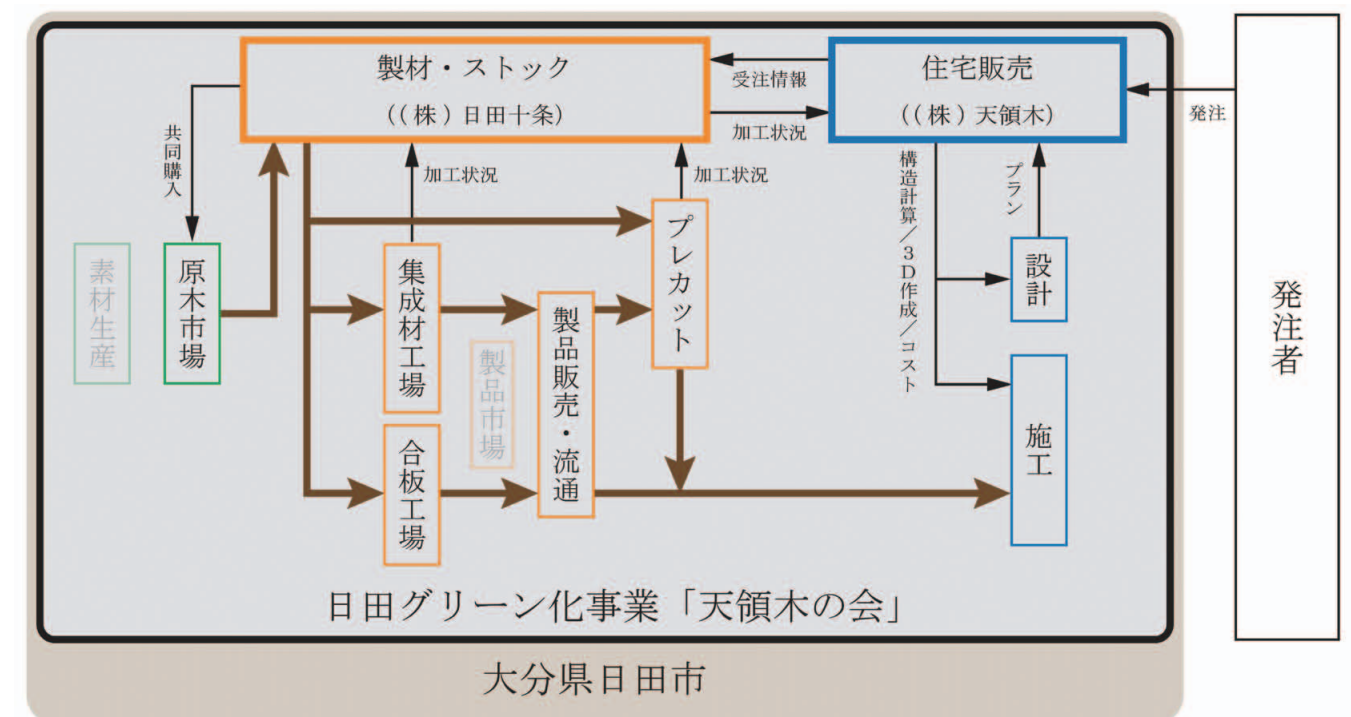 製材・ストック
((株)日田十条)
受注情報
加工状況
住宅販売
((株)天領木)
発注
発注者
共同購入
加工状況
加工状況
構造計算/3D作成/コスト
プラン
素材生産
原木市場
集成材工場
製品市場
合板工場
製品販売・流通
プレカット
設計
施工
日田グリーン化事業「天領木の会」
大分県日田市